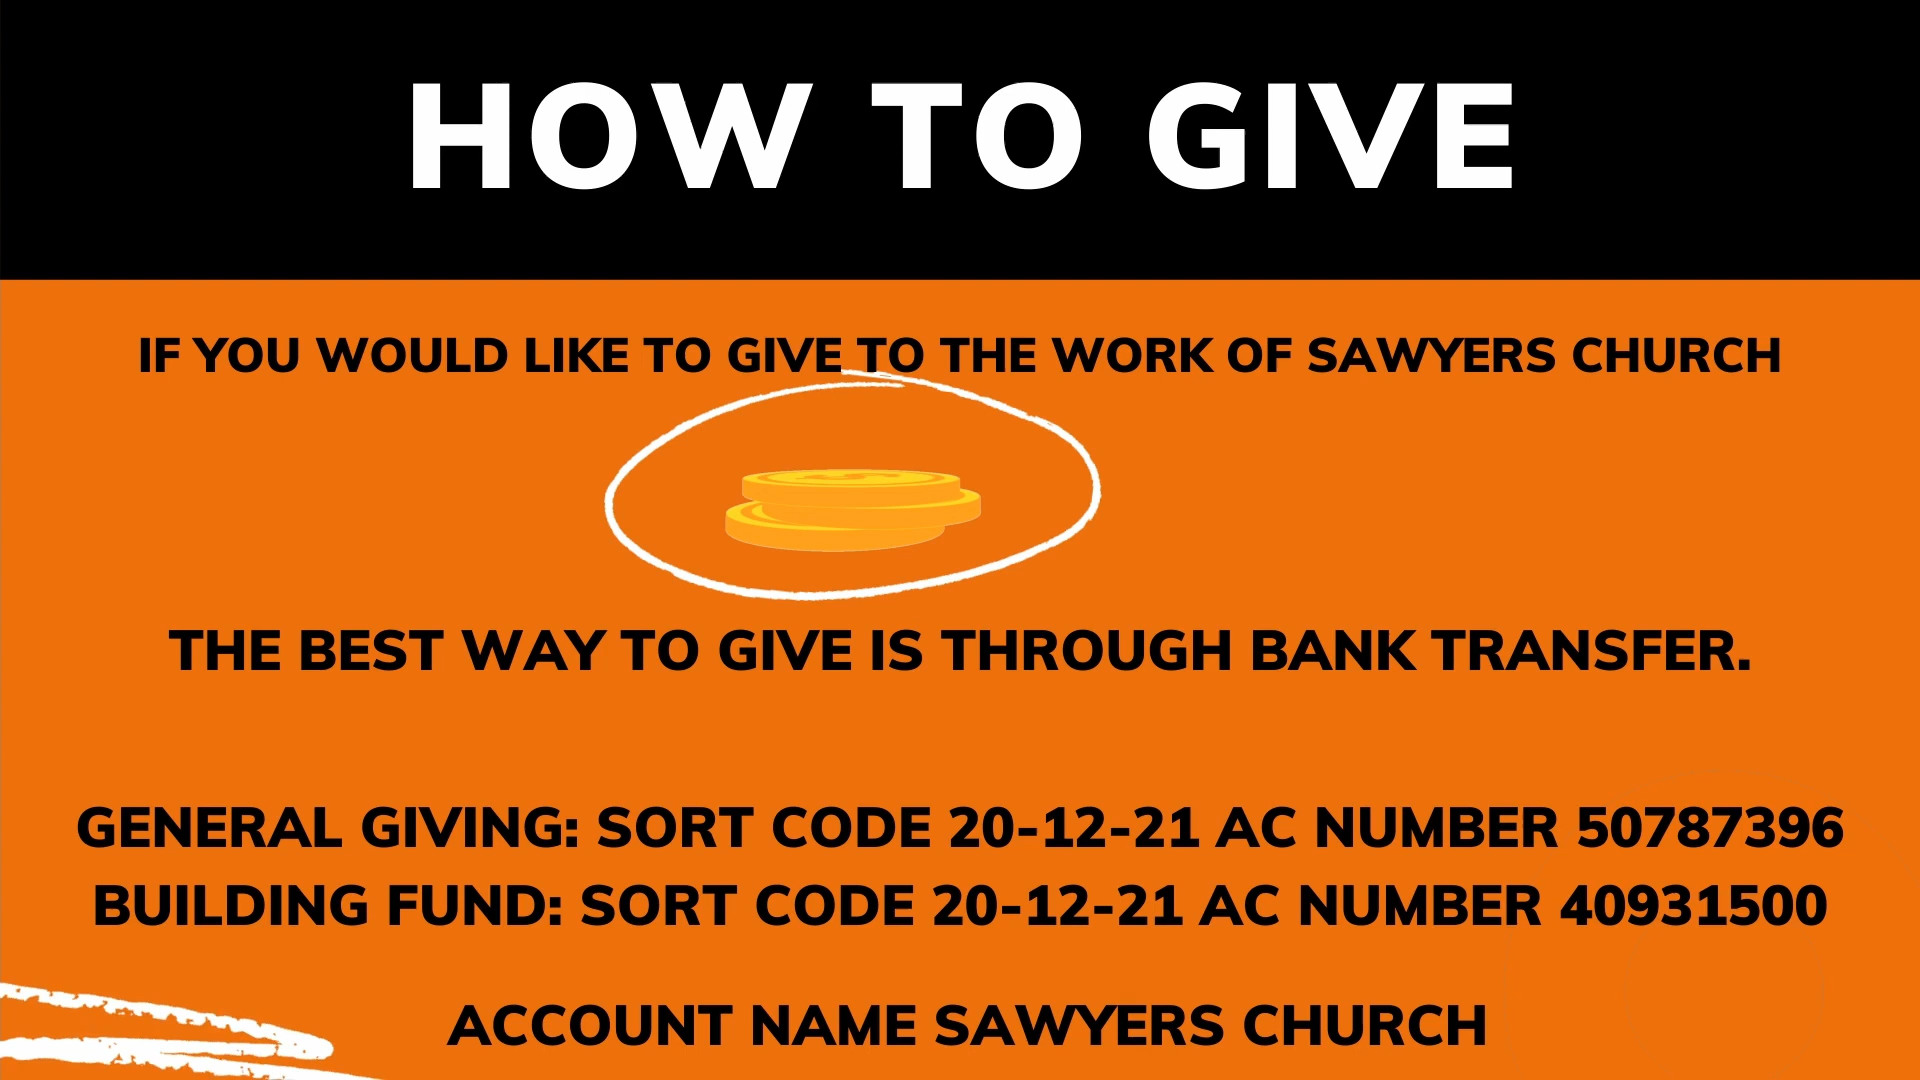 HOW TO GIVE
IF YOU WOULD LIKE TO GIVE TO THE WORK OF SAWYERS CHURCH
THE BEST WAY TO GIVE IS THROUGH BANK TRANSFER.
GENERAL GIVING: SORT CODE 20-12-21 AC NUMBER 50787396
BUILDING FUND: SORT CODE 20-12-21 AC NUMBER 40931500
ACCOUNT NAME SAWYERS CHURCH